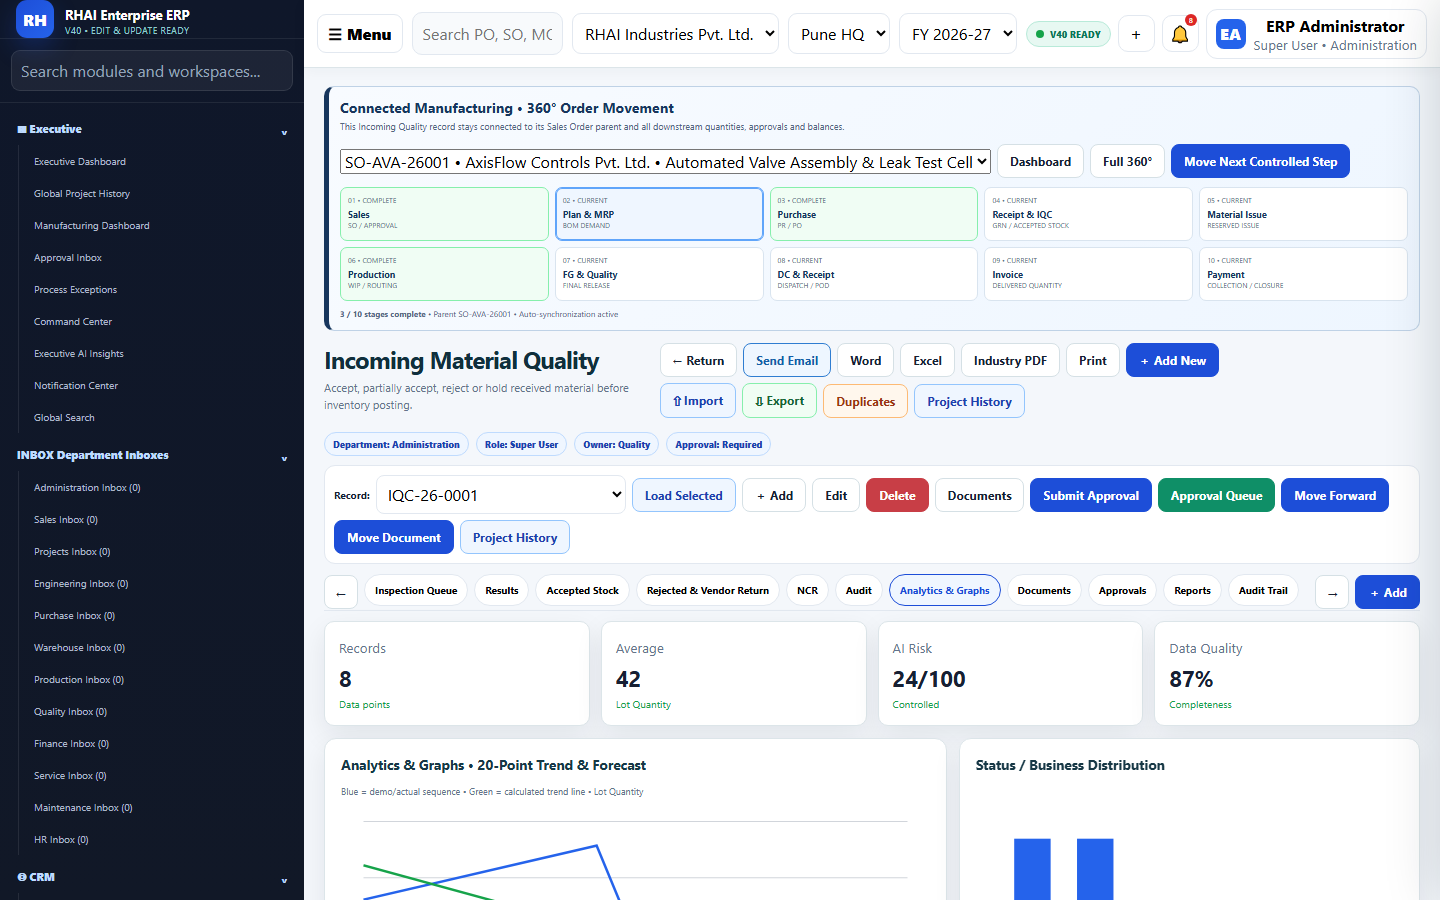 RH
RHAI Enterprise ERP
V40 • EDIT & UPDATE READY
Search modules and workspaces...
Executive
Executive Dashboard
Global Project History
Manufacturing Dashboard
Approval Inbox
Process Exceptions
Command Center
Executive AI Insights
Notification Center
Global Search
INBOX Department Inboxes
Administration Inbox (0)
Sales Inbox (0)
Projects Inbox (0)
Engineering Inbox (0)
Purchase Inbox (0)
Warehouse Inbox (0)
Production Inbox (0)
Quality Inbox (0)
Finance Inbox (0)
Service Inbox (0)
Maintenance Inbox (0)
HR Inbox (0)
CRM
☰ Menu
Search PO, SO, MC
RHAI Industries Pvt. Ltd.
Pune HQ
FY 2026-27
V40 READY
+
8
EA
ERP Administrator
Super User • Administration
Connected Manufacturing • 360° Order Movement
This Incoming Quality record stays connected to its Sales Order parent and all downstream quantities, approvals and balances.
SO-AVA-26001 • AxisFlow Controls Pvt. Ltd. • Automated Valve Assembly & Leak Test Cell
Dashboard
Full 360°
Move Next Controlled Step
01 • COMPLETE
Sales
SO / APPROVAL
02 • CURRENT
Plan & MRP
BOM DEMAND
03 • COMPLETE
Purchase
PR / PO
04 • CURRENT
Receipt & IQC
GRN / ACCEPTED STOCK
05 • CURRENT
Material Issue
RESERVED ISSUE
06 • COMPLETE
Production
WIP / ROUTING
07 • CURRENT
FG & Quality
FINAL RELEASE
08 • CURRENT
DC & Receipt
DISPATCH / POD
09 • CURRENT
Invoice
DELIVERED QUANTITY
10 • CURRENT
Payment
COLLECTION / CLOSURE
3 / 10 stages complete • Parent SO-AVA-26001 • Auto-synchronization active
Incoming Material Quality
Accept, partially accept, reject or hold received material before
inventory posting.
← Return
Send Email
Word
Excel
Industry PDF
Print
+ Add New
⇧ Import
⇩ Export
Duplicates
Project History
Department: Administration
Role: Super User
Owner: Quality
Approval: Required
Record:
IQC-26-0001
Load Selected
+ Add
Edit
Delete
Documents
Submit Approval
Approval Queue
Move Forward
Move Document
Project History
←
Inspection Queue
Results
Accepted Stock
Rejected & Vendor Return
NCR
Audit
Analytics & Graphs
Documents
Approvals
Reports
Audit Trail
→
+ Add
Records
8
Data points
Average
42
Lot Quantity
AI Risk
24/100
Controlled
Data Quality
87%
Completeness
Analytics & Graphs • 20-Point Trend & Forecast
Blue = demo/actual sequence • Green = calculated trend line • Lot Quantity
Status / Business Distribution